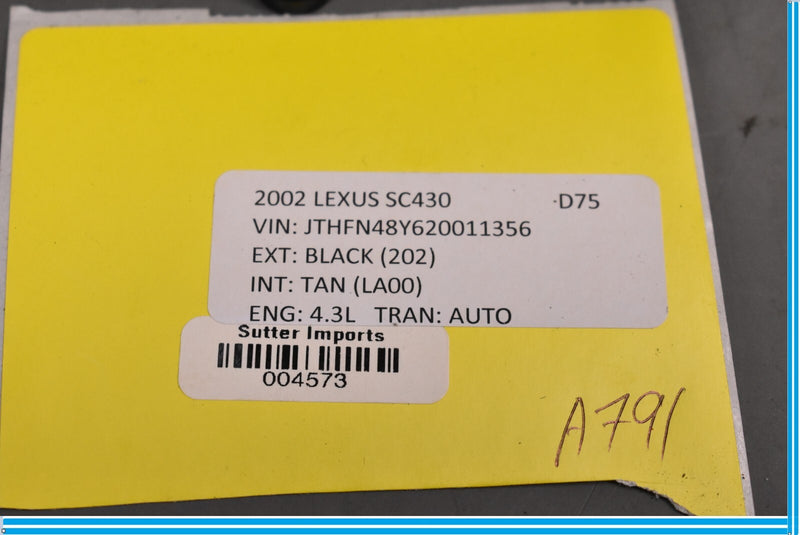 2002 LEXUS SC430 D75
VIN: JTHFN48Y620011356
EXT: BLACK (202)
INT: TAN (LA00)
ENG: 4.3L TRAN: AUTO
Sutter Imports
004573
A791